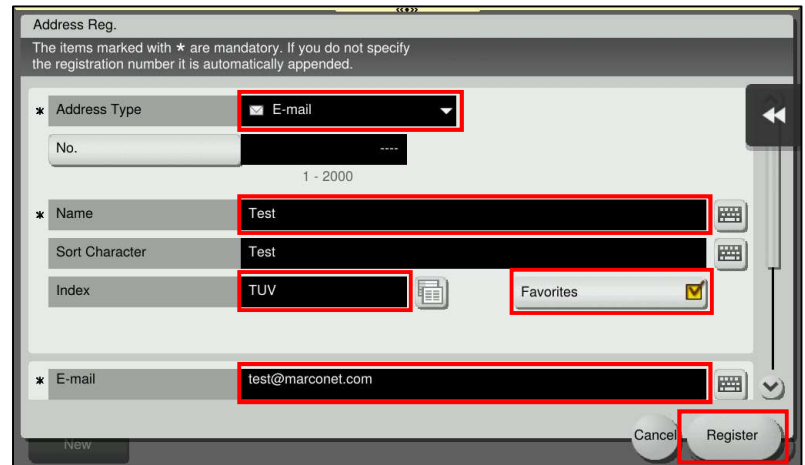 Address Reg.
The items marked with * are mandatory. If you do not specify
the registration number it is automatically appended.
* Address Type E-mail
No. ----
1 - 2000
* Name Test
Sort Character Test
Index TUV Favorites
* E-mail test@marconet.com
New Cancel Register